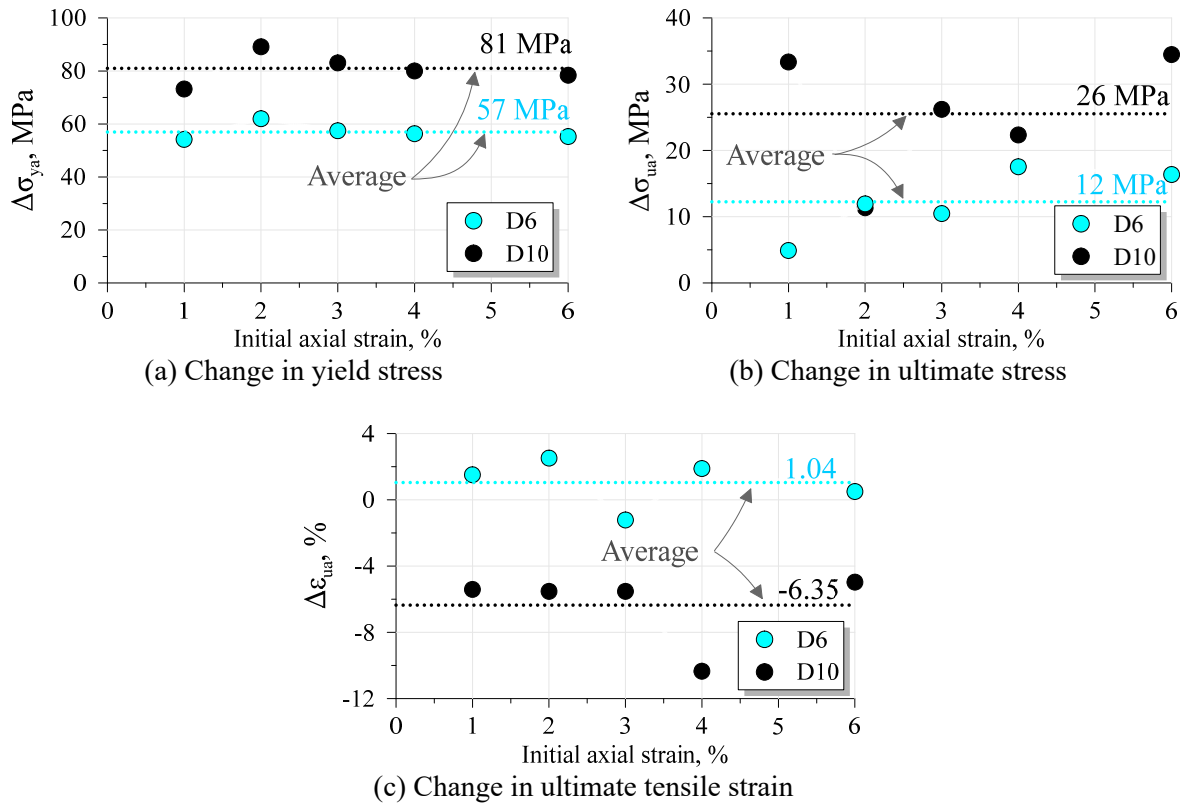 100
80
60
40
20
0
Δσya, MPa
81 MPa
57 MPa
Average
D6
D10
0 1 2 3 4 5 6
Initial axial strain, %
(a) Change in yield stress
40
30
20
10
0
Δσua, MPa
26 MPa
Average
12 MPa
D6
D10
0 1 2 3 4 5 6
Initial axial strain, %
(b) Change in ultimate stress
4
0
-4
-8
-12
Δεua, %
1.04
Average
-6.35
D6
D10
0 1 2 3 4 5 6
Initial axial strain, %
(c) Change in ultimate tensile strain